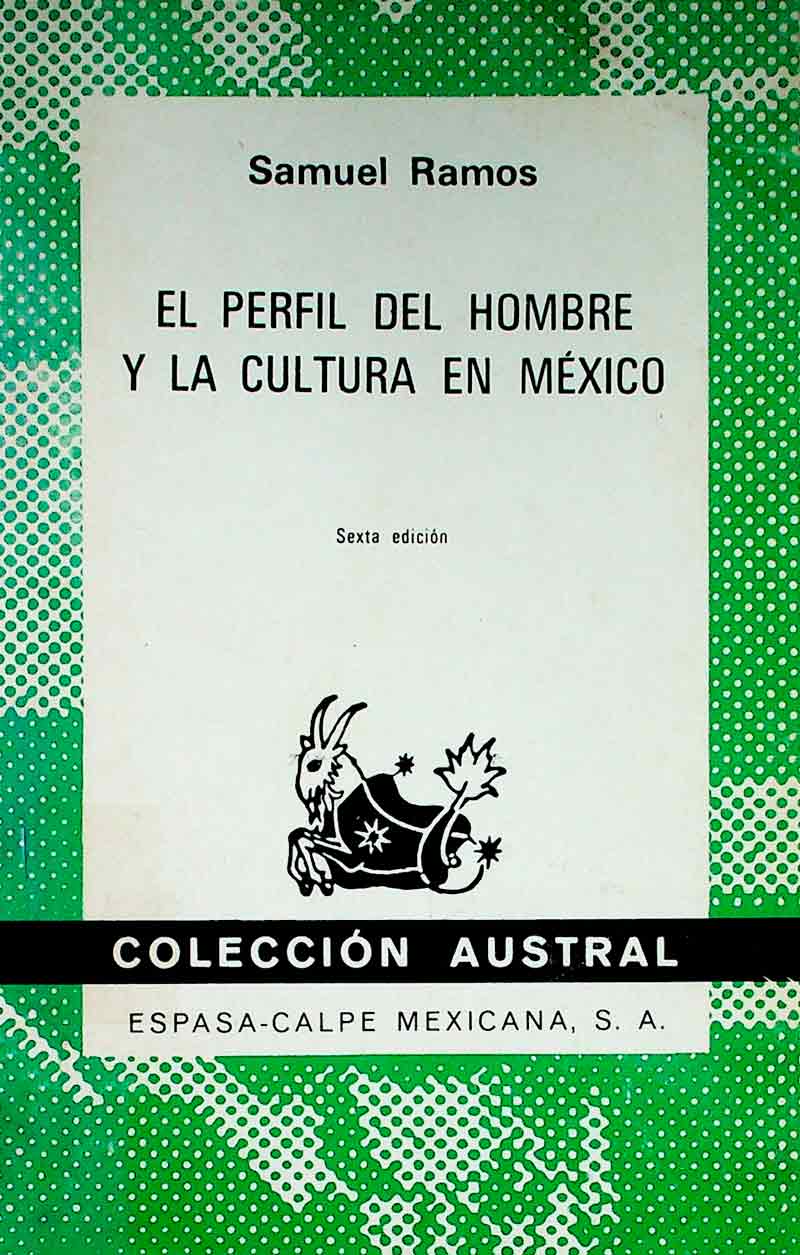 Samuel Ramos
EL PERFIL DEL HOMBRE
Y LA CULTURA EN MÉXICO
Sexta edición
COLECCIÓN AUSTRAL
ESPASA-CALPE MEXICANA, S. A.